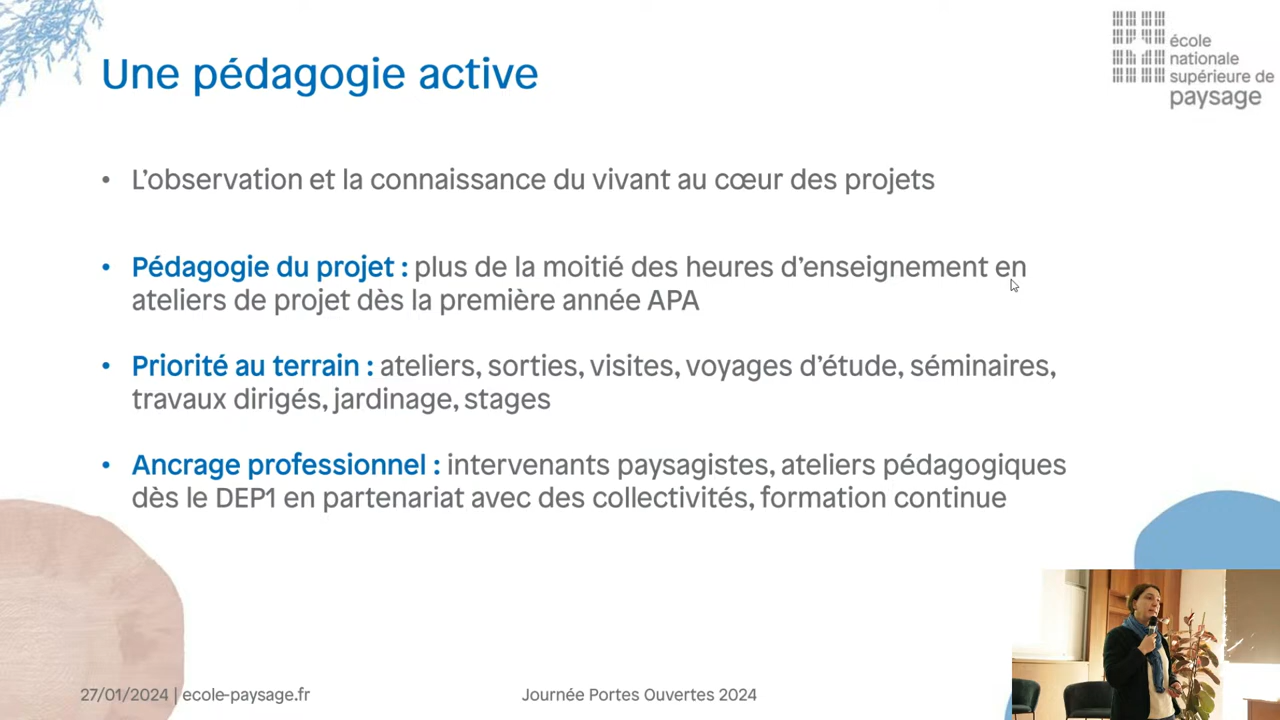 Une pédagogie active
école
nationale
supérieure de
paysage
• L’observation et la connaissance du vivant au cœur des projets
• Pédagogie du projet : plus de la moitié des heures d’enseignement en
ateliers de projet dès la première année APA
• Priorité au terrain : ateliers, sorties, visites, voyages d’étude, séminaires,
travaux dirigés, jardinage, stages
• Ancrage professionnel : intervenants paysagistes, ateliers pédagogiques
dès le DEP1 en partenariat avec des collectivités, formation continue
27/01/2024 | ecole-paysage.fr
Journée Portes Ouvertes 2024